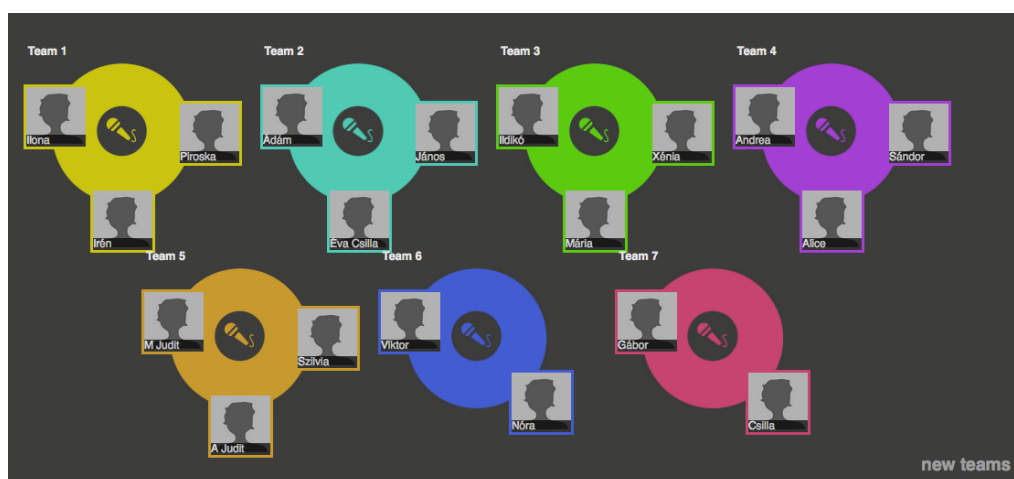 Team 1
Team 2
Team 3
Team 4
Ilona
Piroska
Irén
Ádám
János
Éva Csilla
Ildikó
Xénia
Mária
Andrea
Sándor
Alice
Team 5
Team 6
Team 7
M Judit
Szilvia
A Judit
Viktor
Nóra
Gábor
Csilla
new teams